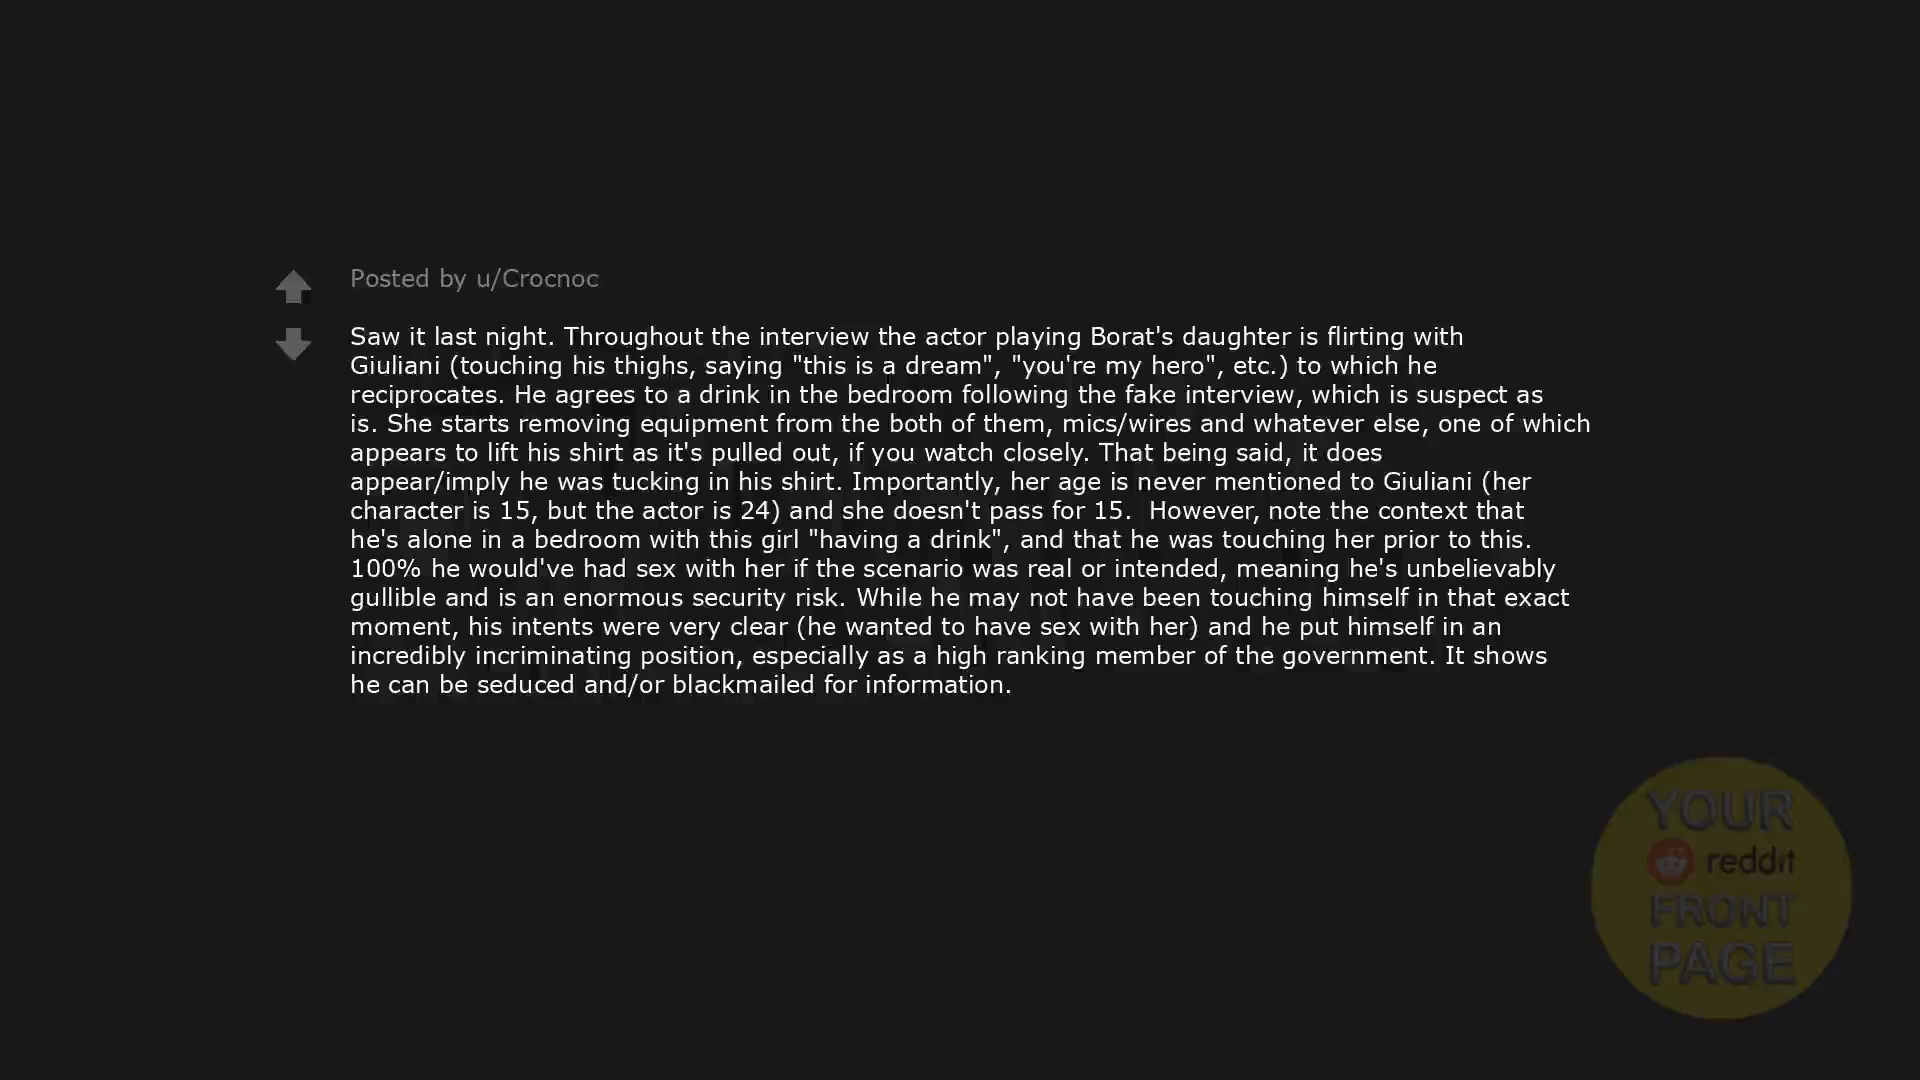 Posted by u/Crocnoc
Saw it last night. Throughout the interview the actor playing Borat's daughter is flirting with
Giuliani (touching his thighs, saying "this is a dream", "you're my hero", etc.) to which he
reciprocates. He agrees to a drink in the bedroom following the fake interview, which is suspect as
is. She starts removing equipment from the both of them, mics/wires and whatever else, one of which
appears to lift his shirt as it's pulled out, if you watch closely. That being said, it does
appear/imply he was tucking in his shirt. Importantly, her age is never mentioned to Giuliani (her
character is 15, but the actor is 24) and she doesn't pass for 15.  However, note the context that
he's alone in a bedroom with this girl "having a drink", and that he was touching her prior to this.
100% he would've had sex with her if the scenario was real or intended, meaning he's unbelievably
gullible and is an enormous security risk. While he may not have been touching himself in that exact
moment, his intents were very clear (he wanted to have sex with her) and he put himself in an
incredibly incriminating position, especially as a high ranking member of the government. It shows
he can be seduced and/or blackmailed for information.
YOUR
reddit
FRONT
PAGE